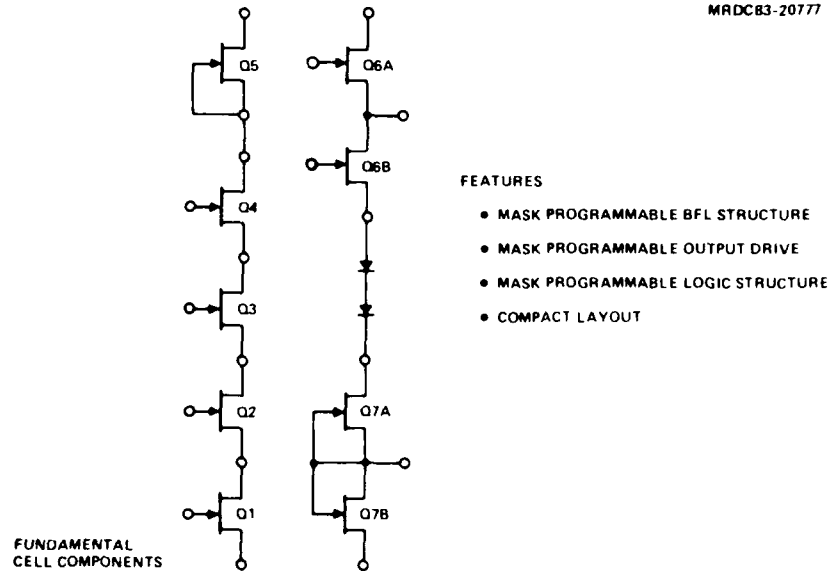 MRDC83-20777
Q5
Q6A
Q6B
Q4
Q3
Q2
Q7A
Q1
Q7B
FEATURES
• MASK PROGRAMMABLE BFL STRUCTURE
• MASK PROGRAMMABLE OUTPUT DRIVE
• MASK PROGRAMMABLE LOGIC STRUCTURE
• COMPACT LAYOUT
FUNDAMENTAL
CELL COMPONENTS